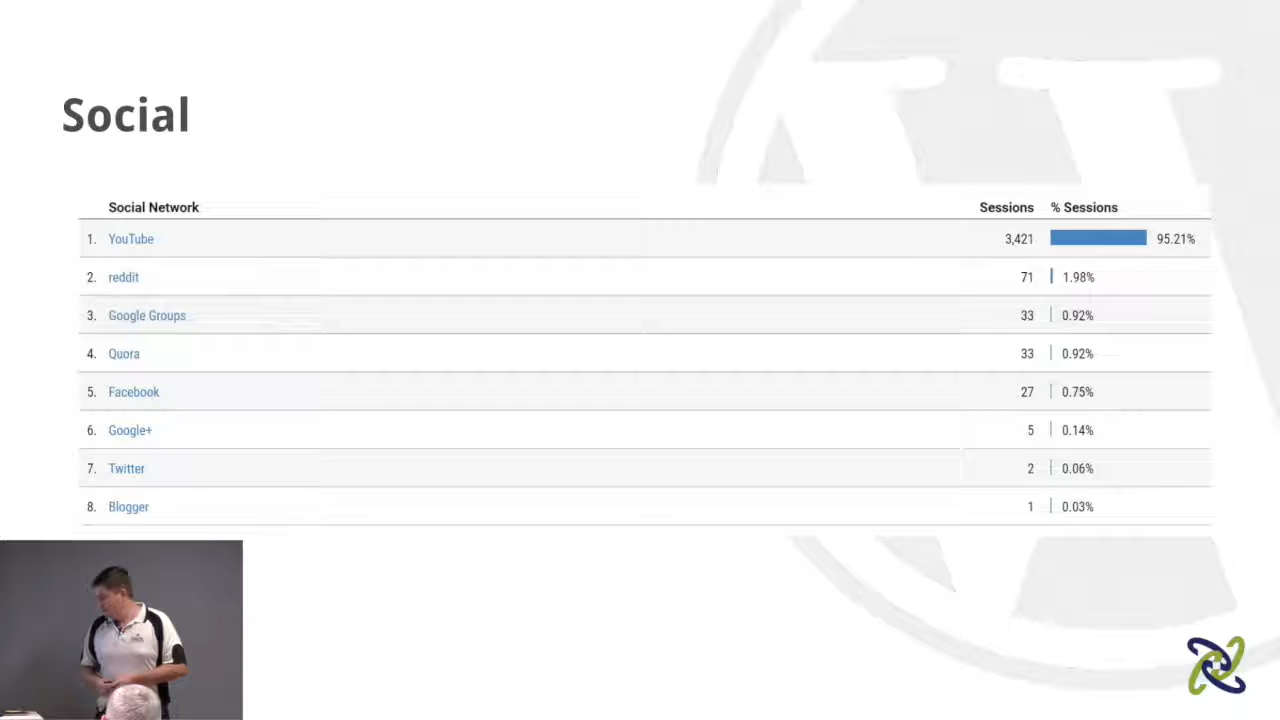 Social
Social Network Sessions % Sessions
1. YouTube 3,421 95.21%
2. reddit 71 1.98%
3. Google Groups 33 0.92%
4. Quora 33 0.92%
5. Facebook 27 0.75%
6. Google+ 5 0.14%
7. Twitter 2 0.06%
8. Blogger 1 0.03%